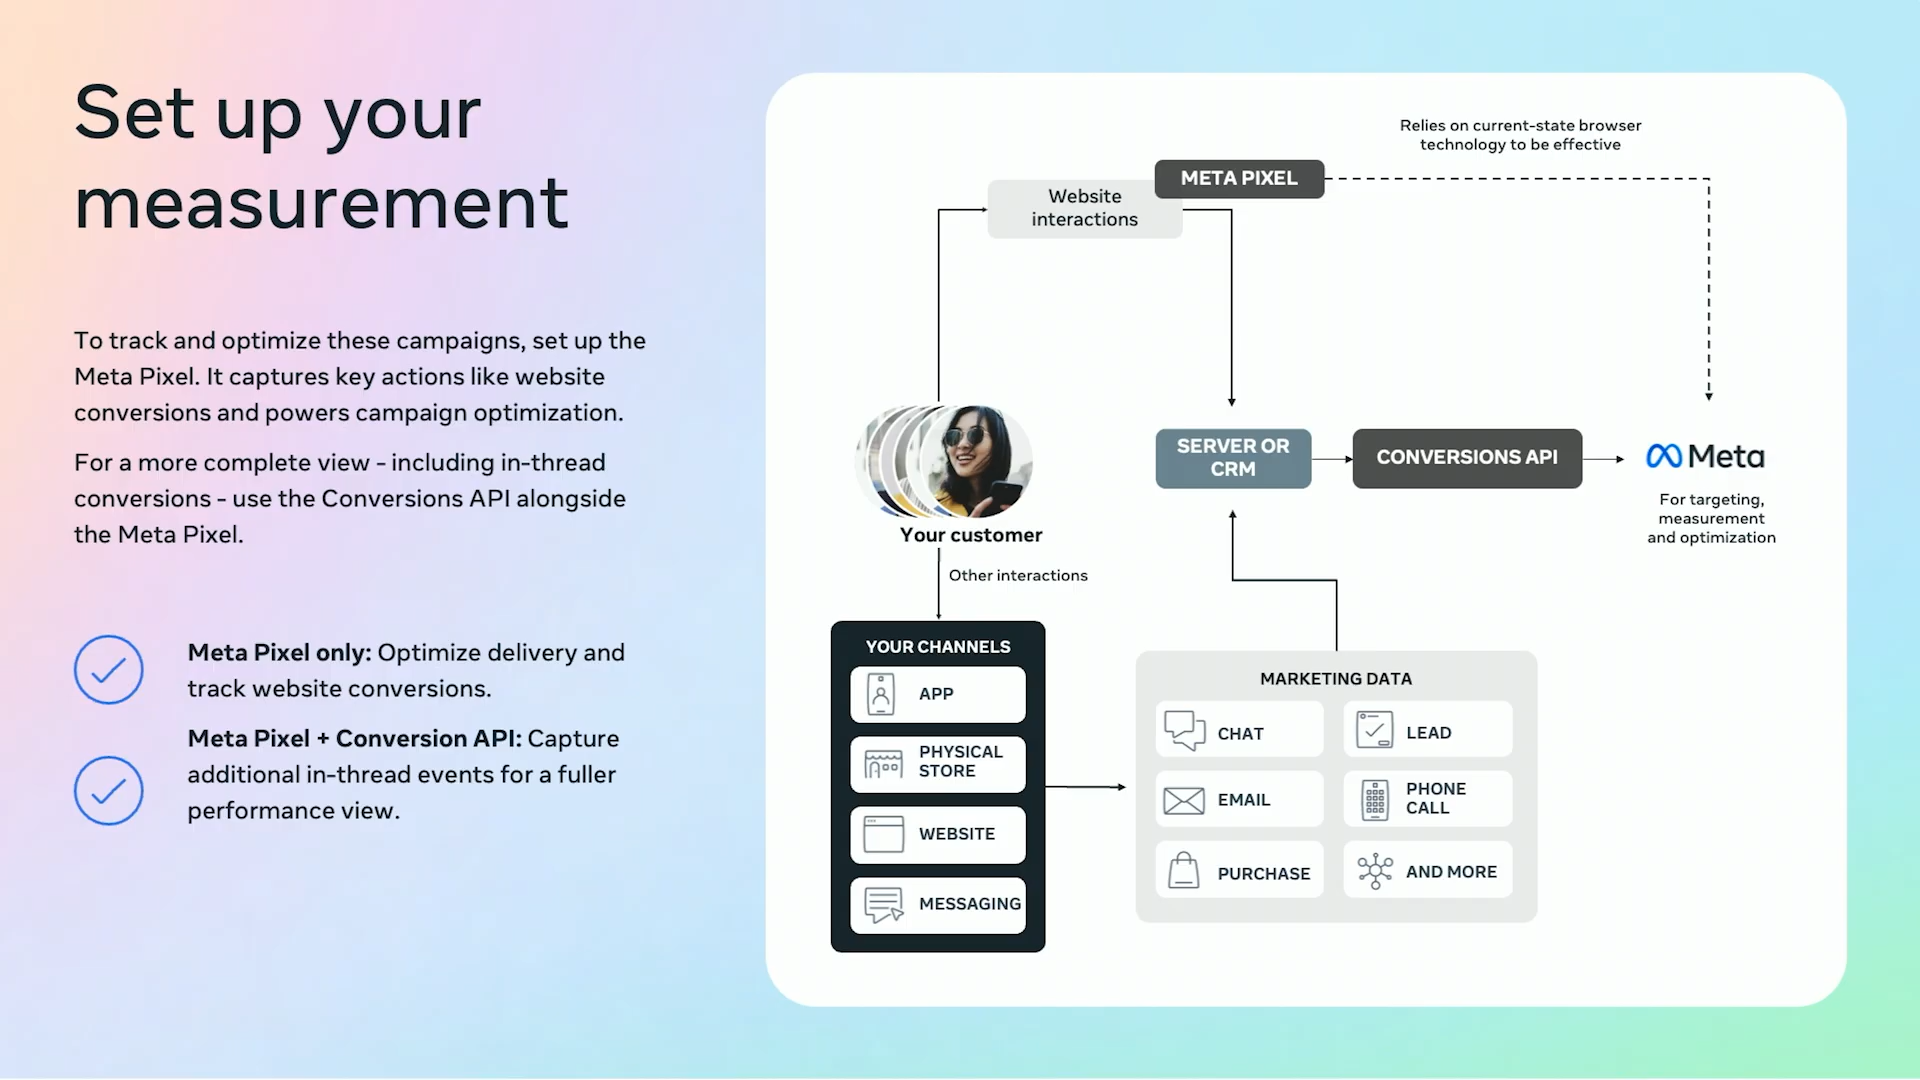 Set up your
measurement
To track and optimize these campaigns, set up the
Meta Pixel. It captures key actions like website
conversions and powers campaign optimization.
For a more complete view - including in-thread
conversions - use the Conversions API alongside
the Meta Pixel.
Meta Pixel only: Optimize delivery and
track website conversions.
Meta Pixel + Conversion API: Capture
additional in-thread events for a fuller
performance view.
Relies on current-state browser
technology to be effective
META PIXEL
Website
interactions
SERVER OR
CRM
CONVERSIONS API
Meta
For targeting,
measurement
and optimization
Your customer
Other interactions
YOUR CHANNELS
APP
PHYSICAL
STORE
WEBSITE
MESSAGING
MARKETING DATA
CHAT
LEAD
EMAIL
PHONE
CALL
PURCHASE
AND MORE